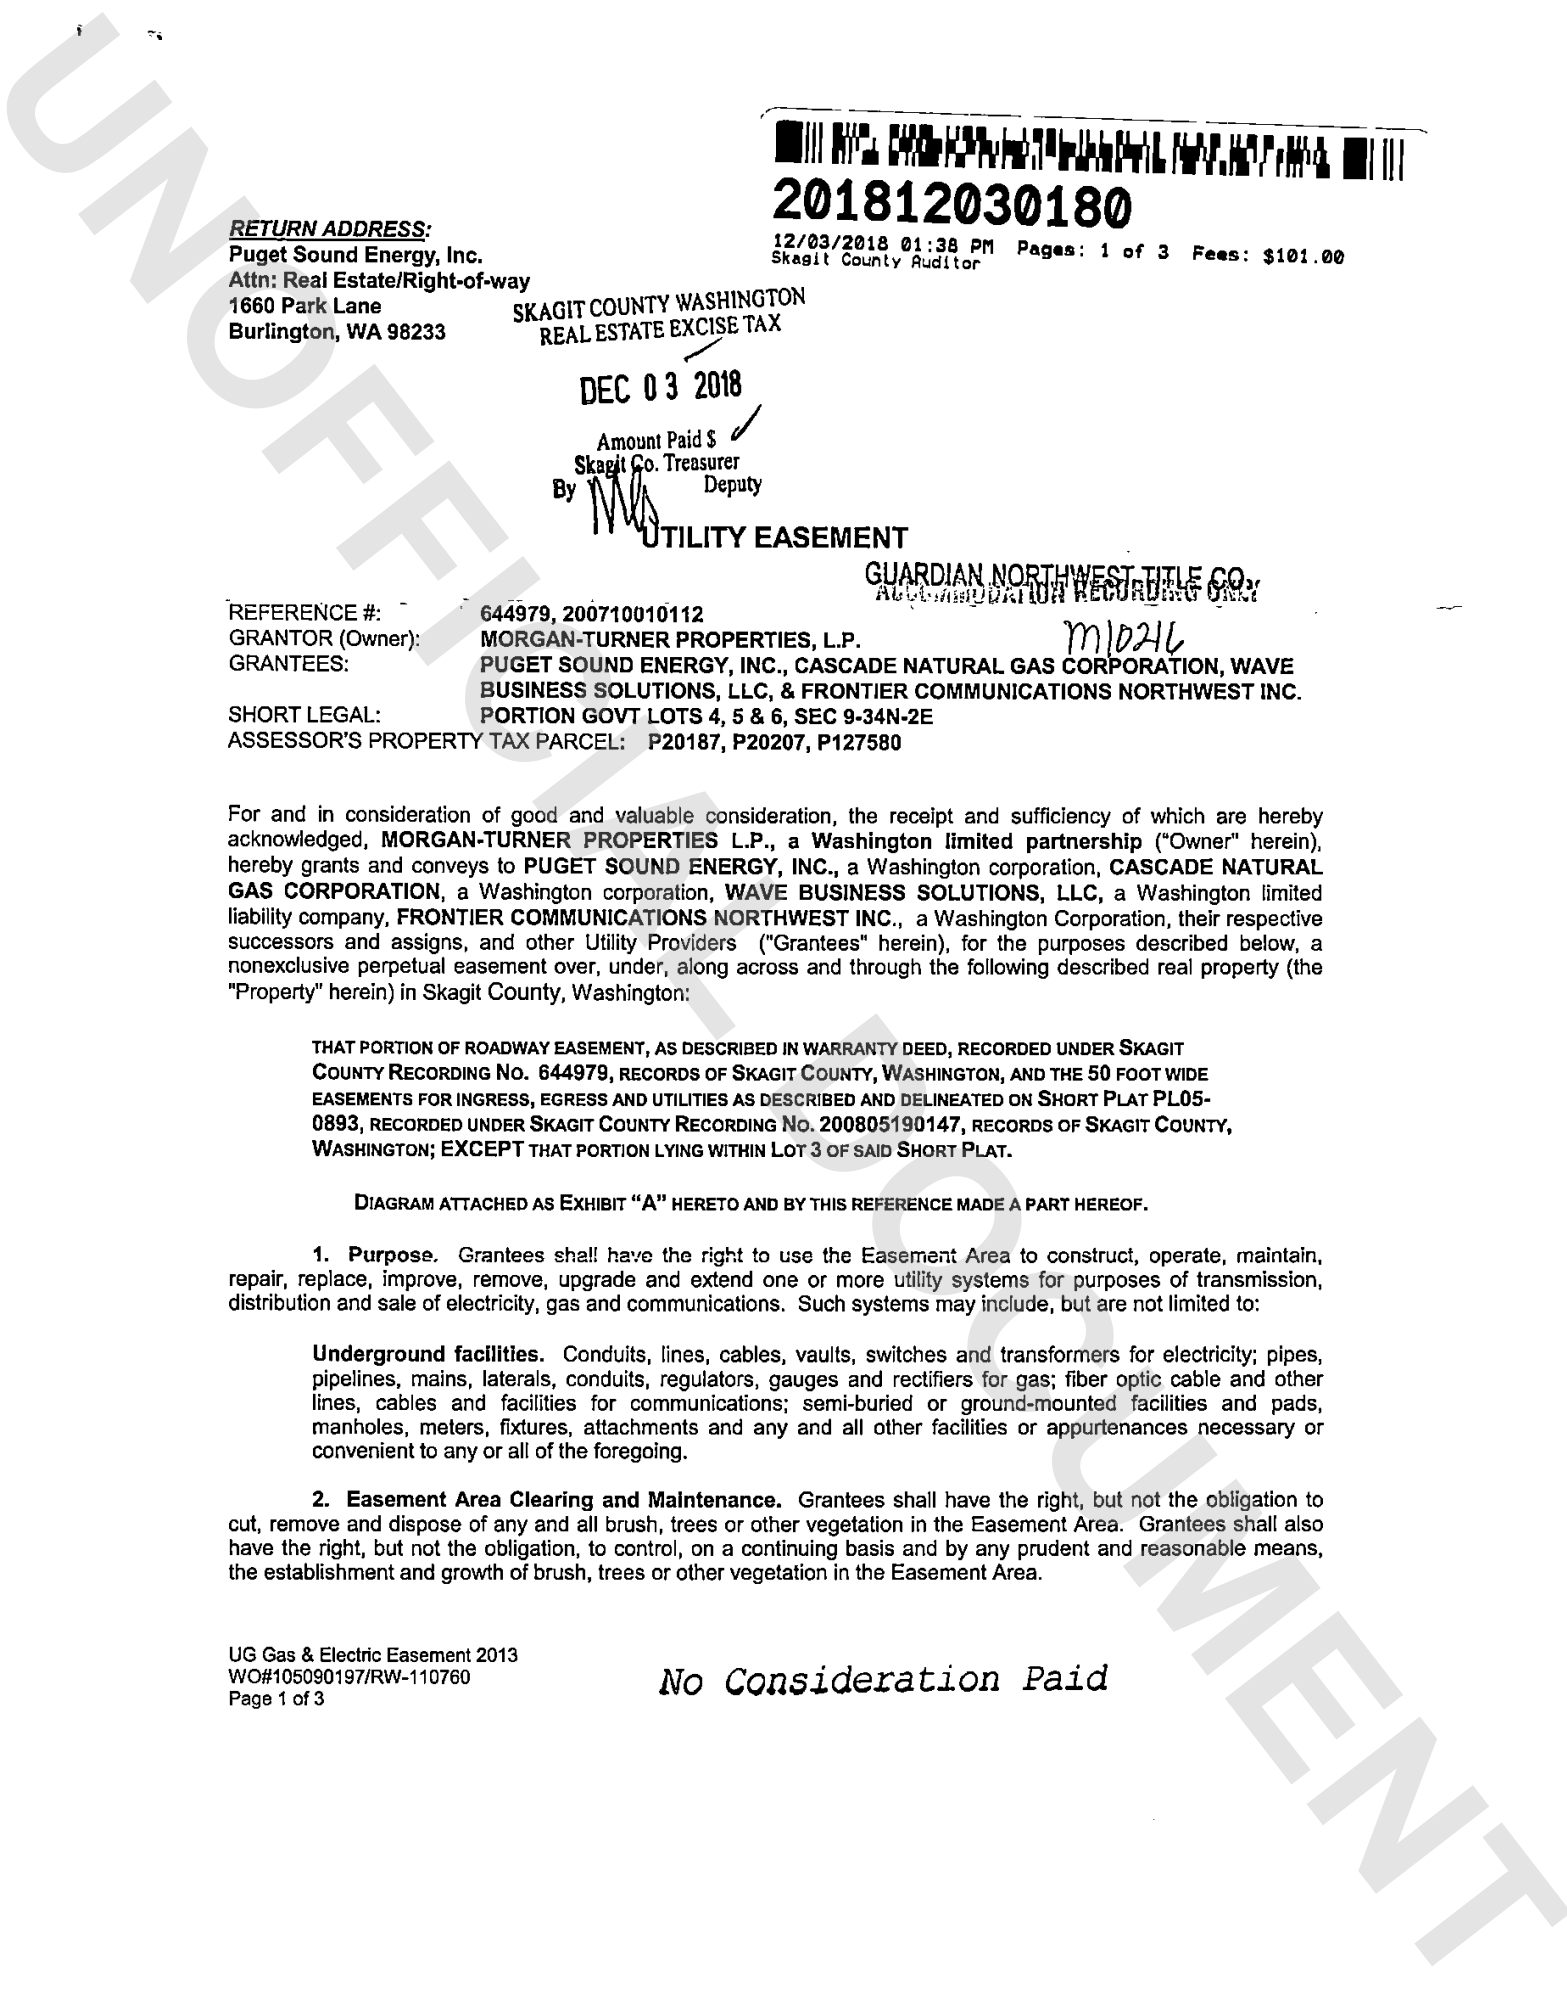 201812030180
12/03/2018 01:38 PM Pages: 1 of 3 Fees: $101.00
Skagit County Auditor
RETURN ADDRESS:
Puget Sound Energy, Inc.
Attn: Real Estate/Right-of-way
1660 Park Lane
Burlington, WA 98233
SKAGIT COUNTY WASHINGTON
REAL ESTATE EXCISE TAX
DEC 03 2018
Amount Paid $
Skagit Co. Treasurer
By Deputy
UTILITY EASEMENT
GUARDIAN NORTHWEST TITLE CO.
ACCOMMODATION RECORDING ONLY
M10216
REFERENCE #: 644979, 200710010112
GRANTOR (Owner): MORGAN-TURNER PROPERTIES, L.P.
GRANTEES: PUGET SOUND ENERGY, INC., CASCADE NATURAL GAS CORPORATION, WAVE
BUSINESS SOLUTIONS, LLC, & FRONTIER COMMUNICATIONS NORTHWEST INC.
SHORT LEGAL: PORTION GOVT LOTS 4, 5 & 6, SEC 9-34N-2E
ASSESSOR'S PROPERTY TAX PARCEL: P20187, P20207, P127580
For and in consideration of good and valuable consideration, the receipt and sufficiency of which are hereby
acknowledged, MORGAN-TURNER PROPERTIES L.P., a Washington limited partnership ("Owner" herein),
hereby grants and conveys to PUGET SOUND ENERGY, INC., a Washington corporation, CASCADE NATURAL
GAS CORPORATION, a Washington corporation, WAVE BUSINESS SOLUTIONS, LLC, a Washington limited
liability company, FRONTIER COMMUNICATIONS NORTHWEST INC., a Washington Corporation, their respective
successors and assigns, and other Utility Providers ("Grantees" herein), for the purposes described below, a
nonexclusive perpetual easement over, under, along across and through the following described real property (the
"Property" herein) in Skagit County, Washington:
THAT PORTION OF ROADWAY EASEMENT, AS DESCRIBED IN WARRANTY DEED, RECORDED UNDER SKAGIT
COUNTY RECORDING NO. 644979, RECORDS OF SKAGIT COUNTY, WASHINGTON, AND THE 50 FOOT WIDE
EASEMENTS FOR INGRESS, EGRESS AND UTILITIES AS DESCRIBED AND DELINEATED ON SHORT PLAT PL05-
0893, RECORDED UNDER SKAGIT COUNTY RECORDING NO. 200805190147, RECORDS OF SKAGIT COUNTY,
WASHINGTON; EXCEPT THAT PORTION LYING WITHIN LOT 3 OF SAID SHORT PLAT.
DIAGRAM ATTACHED AS EXHIBIT "A" HERETO AND BY THIS REFERENCE MADE A PART HEREOF.
1. Purpose. Grantees shall have the right to use the Easement Area to construct, operate, maintain,
repair, replace, improve, remove, upgrade and extend one or more utility systems for purposes of transmission,
distribution and sale of electricity, gas and communications. Such systems may include, but are not limited to:
Underground facilities. Conduits, lines, cables, vaults, switches and transformers for electricity; pipes,
pipelines, mains, laterals, conduits, regulators, gauges and rectifiers for gas; fiber optic cable and other
lines, cables and facilities for communications; semi-buried or ground-mounted facilities and pads,
manholes, meters, fixtures, attachments and any and all other facilities or appurtenances necessary or
convenient to any or all of the foregoing.
2. Easement Area Clearing and Maintenance. Grantees shall have the right, but not the obligation to
cut, remove and dispose of any and all brush, trees or other vegetation in the Easement Area. Grantees shall also
have the right, but not the obligation, to control, on a continuing basis and by any prudent and reasonable means,
the establishment and growth of brush, trees or other vegetation in the Easement Area.
UG Gas & Electric Easement 2013
WO#105090197/RW-110760
Page 1 of 3
No Consideration Paid
UNOFFICIAL DOCUMENT